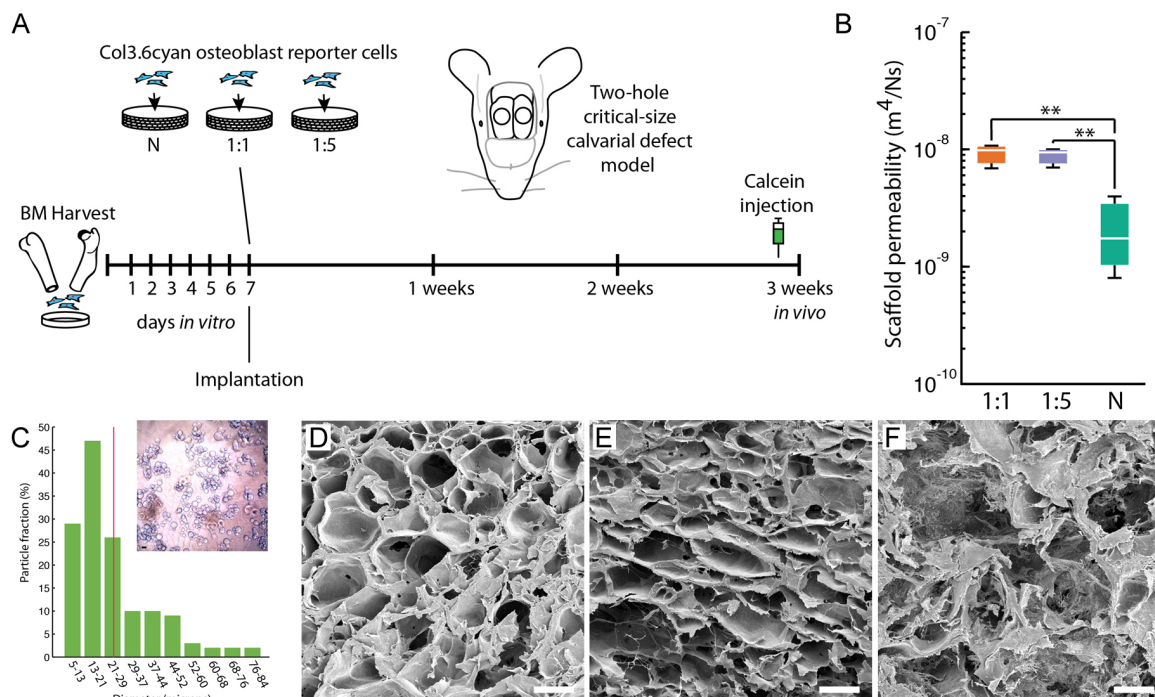 A
Col3.6cyan osteoblast reporter cells
N
1:1
1:5
Two-hole
critical-size
calvarial defect
model
BM Harvest
Calcein
injection
1
2
3
4
5
6
7
1 weeks
2 weeks
3 weeks
days in vitro
in vivo
Implantation
B
Scaffold permeability (m⁴/Ns)
10⁻⁷
10⁻⁸
10⁻⁹
10⁻¹⁰
**
**
1:1
1:5
N
C
Particle fraction (%)
50
45
40
35
30
25
20
15
10
5
0
5-13
13-21
21-29
29-37
37-44
44-52
52-60
60-68
68-76
76-84
D
E
F